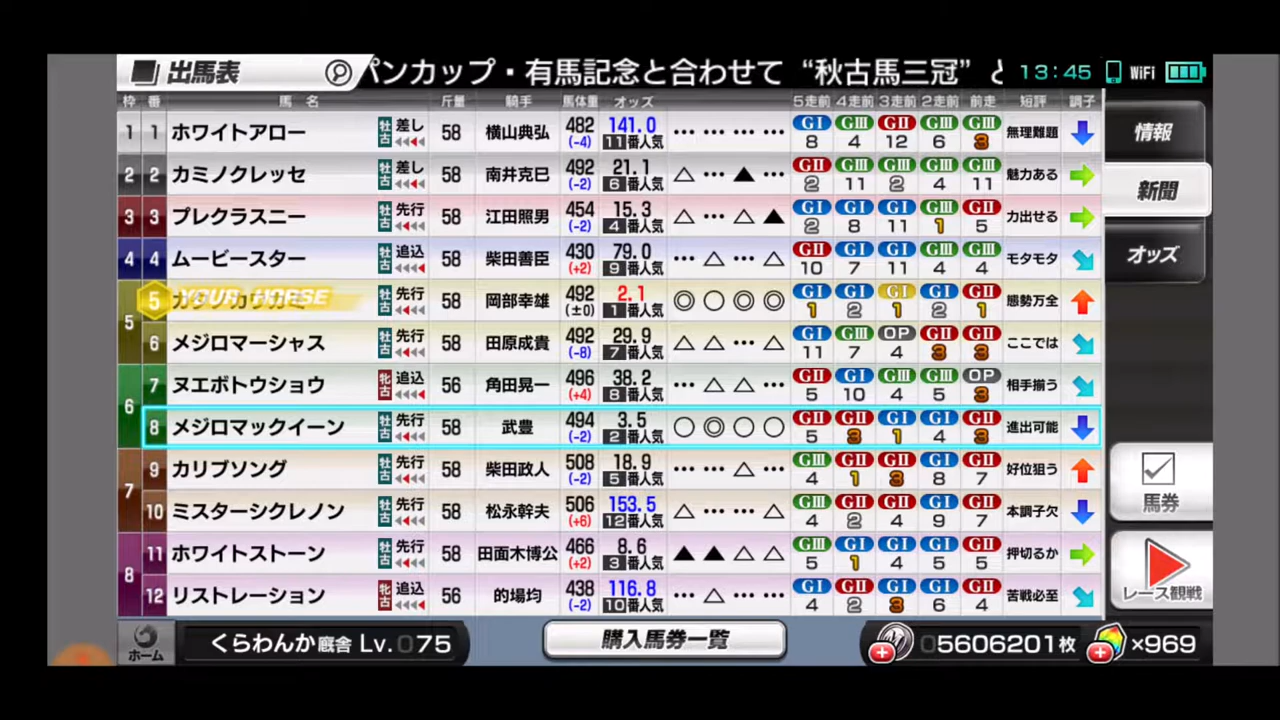 出馬表 パンカップ・有馬記念と合わせて “秋古馬三冠” と 13:45 WiFi
枠 番 馬名 斤量 騎手 馬体重 オッズ 5走前 4走前 3走前 2走前 前走 短評 調子
1 1 ホワイトアロー 牡古 差し 58 横山典弘 482 (-4) 141.0 11番人気 … … … … GI 8 GIII 4 GII 12 GIII 6 GIII 3 無理難題
2 2 カミノクレッセ 牡古 差し 58 南井克巳 492 (-2) 21.1 6番人気 △ … ▲ … GII 2 GIII 11 GI 2 GIII 4 GIII 11 魅力ある
3 3 プレクラスニー 牡古 先行 58 江田照男 454 (-2) 15.3 4番人気 △ … △ ▲ GI 2 GI 8 GI 11 GIII 1 GI 5 力出せる
4 4 ムービースター 牡古 追込 58 柴田善臣 430 (+2) 79.0 9番人気 … △ … △ GII 10 GI 7 GI 11 GIII 4 GIII 4 モタモタ
5 5 YOUR HORSE 牡古 先行 58 岡部幸雄 492 (±0) 2.1 1番人気 ◎ ○ ◎ ◎ GI 1 GI 2 GI 1 GI 2 GII 1 態勢万全
6 メジロマーシャス 牡古 先行 58 田原成貴 492 (-8) 29.9 7番人気 △ △ … △ GI 11 GIII 7 OP 4 GII 3 GII 3 ここでは
6 7 ヌエボトウショウ 牝古 追込 56 角田晃一 496 (+4) 38.2 8番人気 … △ △ … GII 5 GI 10 GIII 4 GIII 5 OP 3 相手揃う
8 メジロマックイーン 牡古 先行 58 武豊 494 (-2) 3.5 2番人気 ○ ◎ ○ ○ GII 5 GII 3 GI 1 GI 4 GII 3 進出可能
7 9 カリブソング 牡古 先行 58 柴田政人 508 (-2) 18.9 5番人気 … … △ … GIII 4 GII 1 GII 3 GI 8 GII 7 好位狙う
10 ミスターシクレノン 牡古 先行 58 松永幹夫 506 (+6) 153.5 12番人気 △ … … △ GIII 4 GII 2 GII 4 GI 9 GII 7 本調子欠
8 11 ホワイトストーン 牡古 先行 58 田面木博公 466 (+2) 8.6 3番人気 ▲ ▲ △ △ GIII 5 GI 1 GII 4 GI 5 GII 5 押切るか
12 リストレーション 牝古 追込 56 的場均 438 (-2) 116.8 10番人気 … △ … … GI 4 GII 2 GI 3 GI 6 GII 4 苦戦必至
情報
新聞
オッズ
馬券
レース観戦
ホーム くらわんか厩舎 Lv.075 購入馬券一覧 05606201枚 ×969